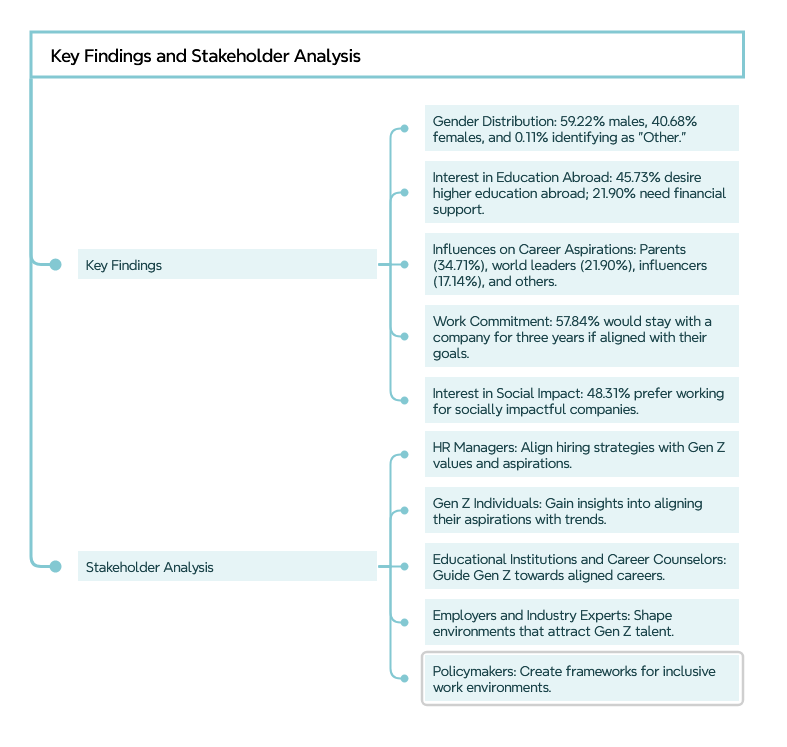 Key Findings and Stakeholder Analysis
Key Findings
Gender Distribution: 59.22% males, 40.68%
females, and 0.11% identifying as "Other."
Interest in Education Abroad: 45.73% desire
higher education abroad; 21.90% need financial
support.
Influences on Career Aspirations: Parents
(34.71%), world leaders (21.90%), influencers
(17.14%), and others.
Work Commitment: 57.84% would stay with a
company for three years if aligned with their
goals.
Interest in Social Impact: 48.31% prefer working
for socially impactful companies.
Stakeholder Analysis
HR Managers: Align hiring strategies with Gen Z
values and aspirations.
Gen Z Individuals: Gain insights into aligning
their aspirations with trends.
Educational Institutions and Career Counselors:
Guide Gen Z towards aligned careers.
Employers and Industry Experts: Shape
environments that attract Gen Z talent.
Policymakers: Create frameworks for inclusive
work environments.